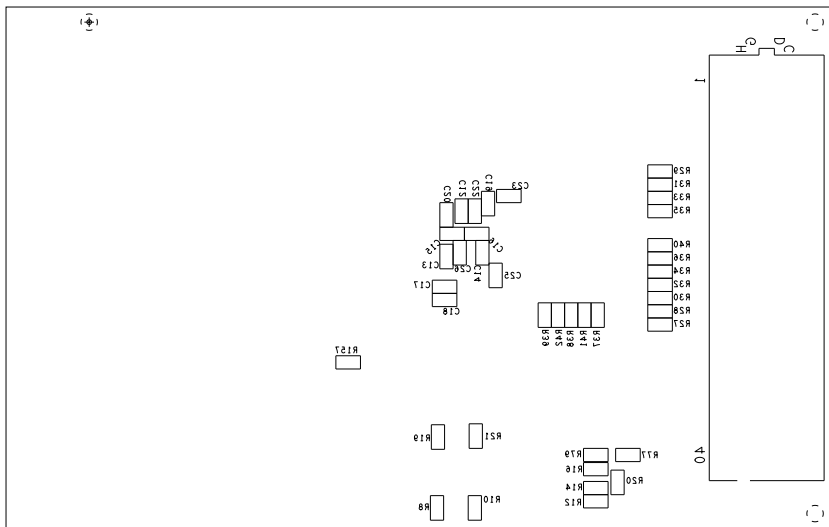 H G D C
1
R29
R31
R33
R35
C20 C12 C22 C19 C23
C15 C16
C13 C26 C14 C25
C17
C18
R40
R36
R34
R32
R30
R28
R27
R39 R42 R38 R41 R37
R157
R19 R21
R79 R77
R16
R20
R14
R12
R8 R10
40